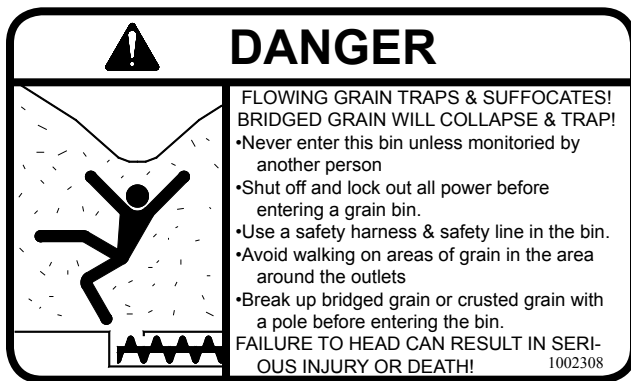 DANGER
FLOWING GRAIN TRAPS & SUFFOCATES!
BRIDGED GRAIN WILL COLLAPSE & TRAP!
•Never enter this bin unless monitoried by
another person
•Shut off and lock out all power before
entering a grain bin.
•Use a safety harness & safety line in the bin.
•Avoid walking on areas of grain in the area
around the outlets
•Break up bridged grain or crusted grain with
a pole before entering the bin.
FAILURE TO HEAD CAN RESULT IN SERI-
OUS INJURY OR DEATH! 1002308